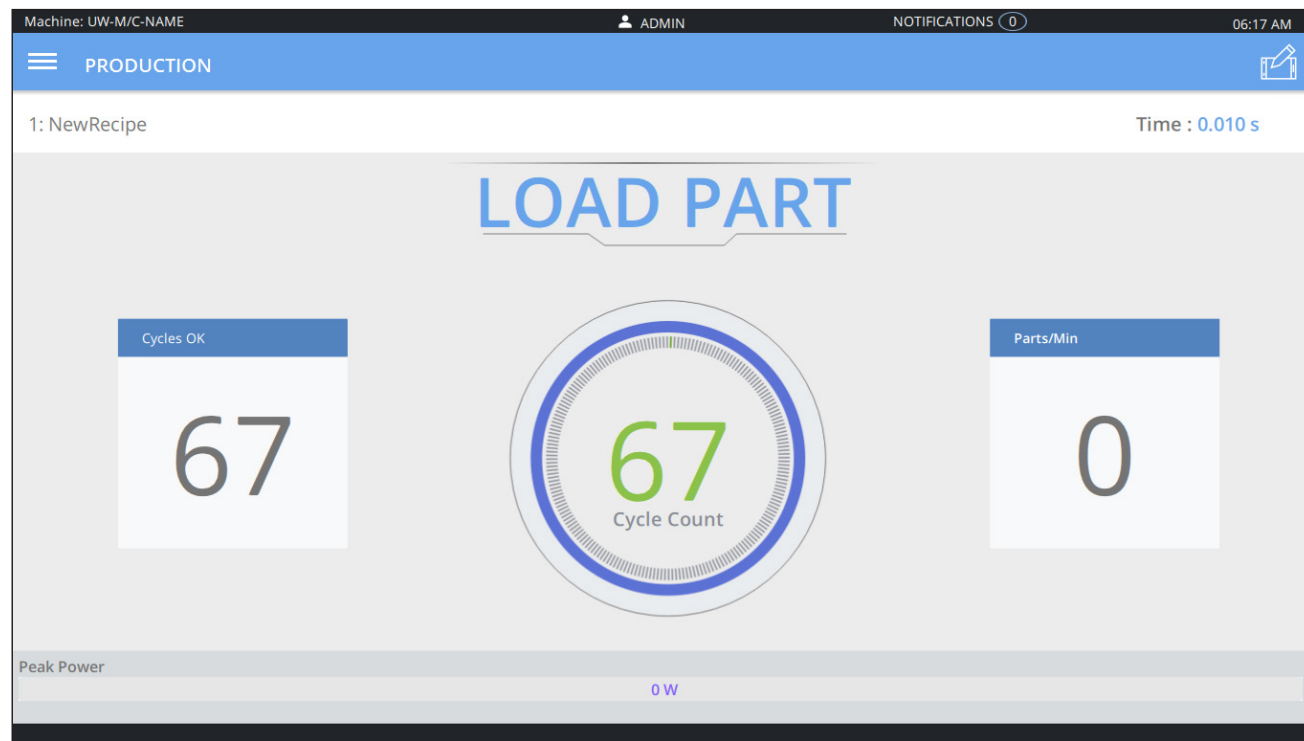 Machine: UW-M/C-NAME ADMIN NOTIFICATIONS 0 06:17 AM
PRODUCTION
1: NewRecipe Time : 0.010 s
LOAD PART
Cycles OK
67
67
Cycle Count
Parts/Min
0
Peak Power
0 W